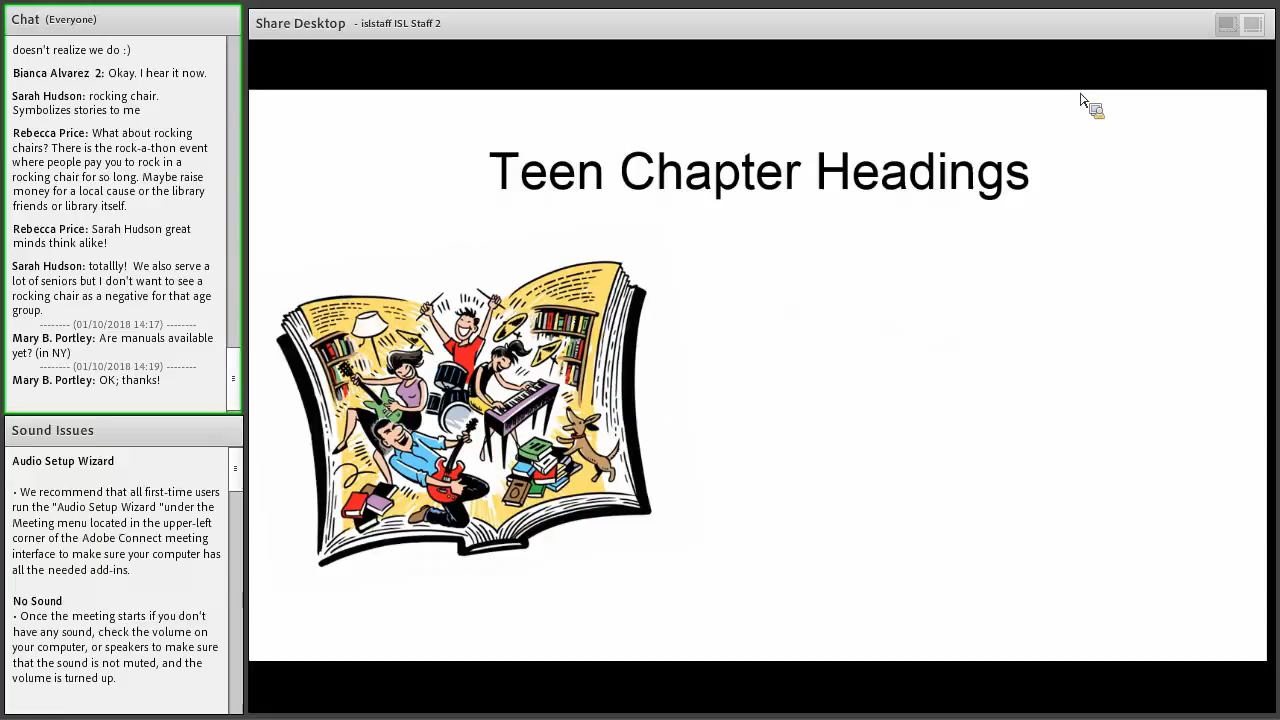 Chat (Everyone)
doesn't realize we do :)
Bianca Alvarez 2: Okay. I hear it now.
Sarah Hudson: rocking chair.
Symbolizes stories to me
Rebecca Price: What about rocking
chairs? There is the rock-a-thon event
where people pay you to rock in a
rocking chair for so long. Maybe raise
money for a local cause or the library
friends or library itself.
Rebecca Price: Sarah Hudson great
minds think alike!
Sarah Hudson: totallly! We also serve a
lot of seniors but I don't want to see a
rocking chair as a negative for that age
group.
-------- (01/10/2018 14:17) --------
Mary B. Portley: Are manuals available
yet? (in NY)
-------- (01/10/2018 14:19) --------
Mary B. Portley: OK; thanks!
Sound Issues
Audio Setup Wizard
• We recommend that all first-time users
run the "Audio Setup Wizard "under the
Meeting menu located in the upper-left
corner of the Adobe Connect meeting
interface to make sure your computer has
all the needed add-ins.
No Sound
• Once the meeting starts if you don't
have any sound, check the volume on
your computer, or speakers to make sure
that the sound is not muted, and the
volume is turned up.
Share Desktop - islstaff ISL Staff 2
Teen Chapter Headings